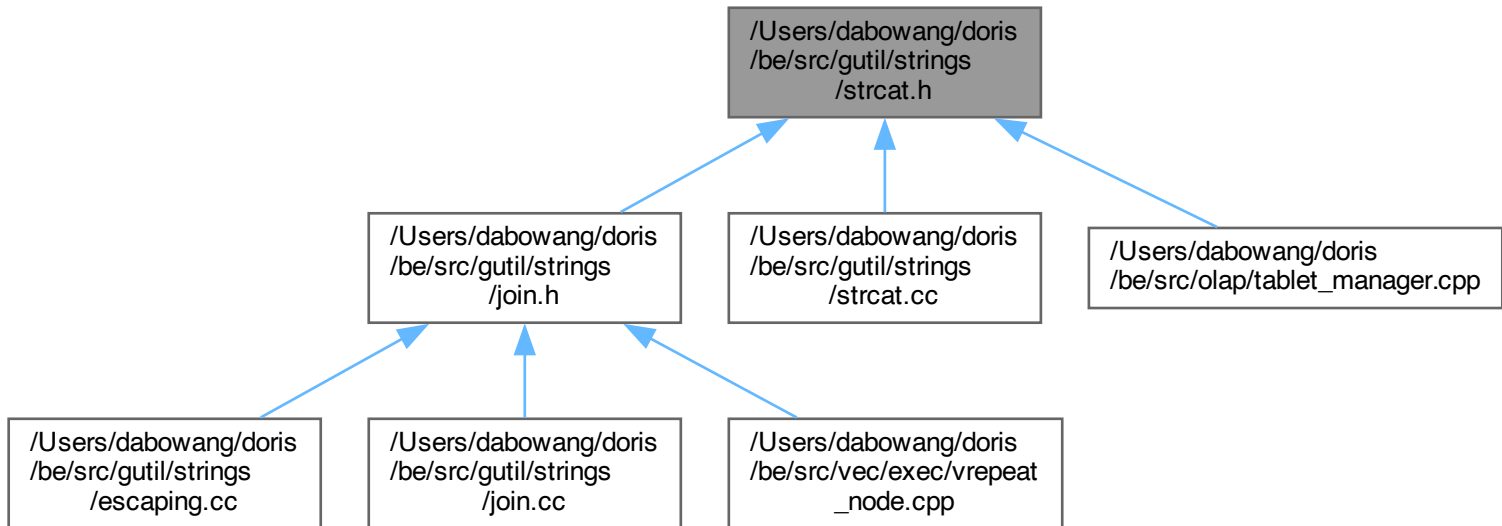 /Users/dabowang/doris
/be/src/gutil/strings
/strcat.h
/Users/dabowang/doris
/be/src/gutil/strings
/join.h
/Users/dabowang/doris
/be/src/gutil/strings
/strcat.cc
/Users/dabowang/doris
/be/src/olap/tablet_manager.cpp
/Users/dabowang/doris
/be/src/gutil/strings
/escaping.cc
/Users/dabowang/doris
/be/src/gutil/strings
/join.cc
/Users/dabowang/doris
/be/src/vec/exec/vrepeat
_node.cpp